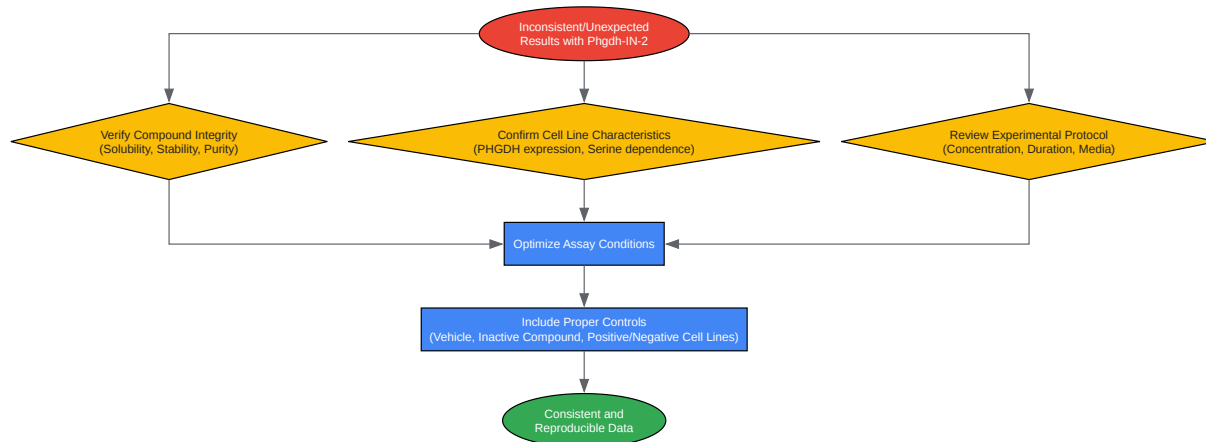 Inconsistent/Unexpected
Results with Phgdh-IN-2
Verify Compound Integrity
(Solubility, Stability, Purity)
Confirm Cell Line Characteristics
(PHGDH expression, Serine dependence)
Review Experimental Protocol
(Concentration, Duration, Media)
Optimize Assay Conditions
Include Proper Controls
(Vehicle, Inactive Compound, Positive/Negative Cell Lines)
Consistent and
Reproducible Data